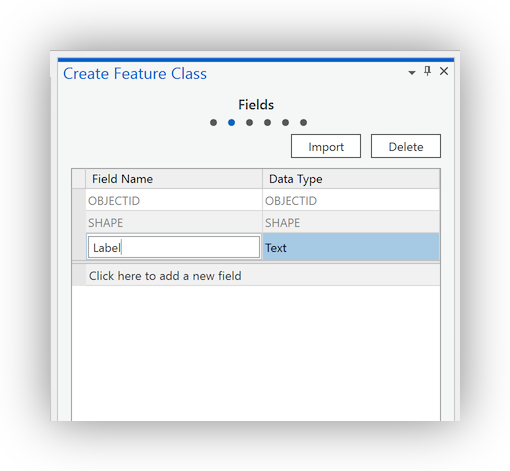 Create Feature Class
Fields
Import Delete
Field Name Data Type
OBJECTID OBJECTID
SHAPE SHAPE
Label Text
Click here to add a new field